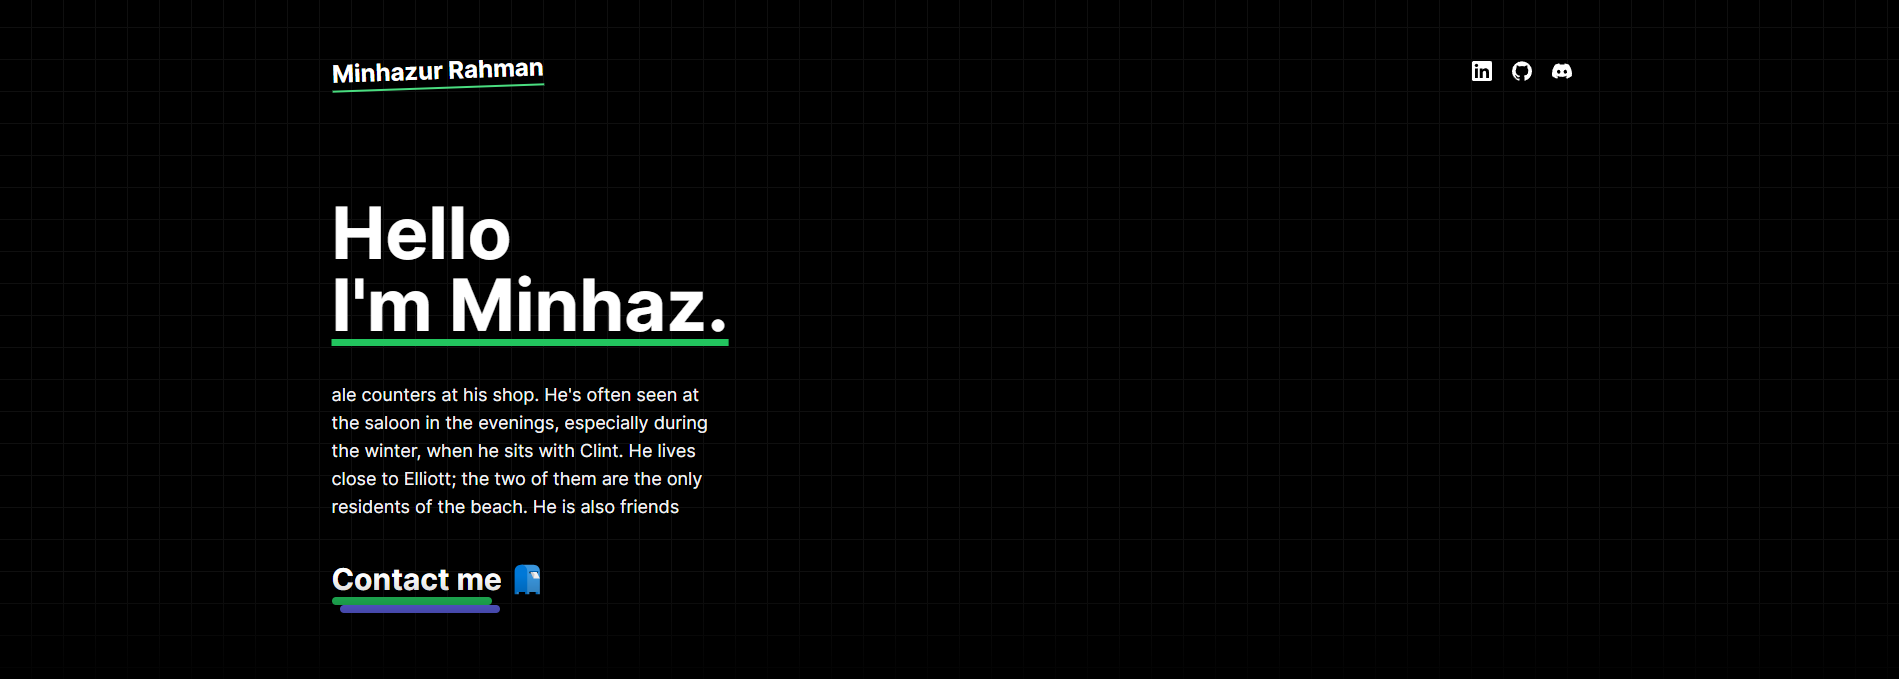 Minhazur Rahman
in
Hello
I'm Minhaz.
ale counters at his shop. He's often seen at
the saloon in the evenings, especially during
the winter, when he sits with Clint. He lives
close to Elliott; the two of them are the only
residents of the beach. He is also friends
Contact me